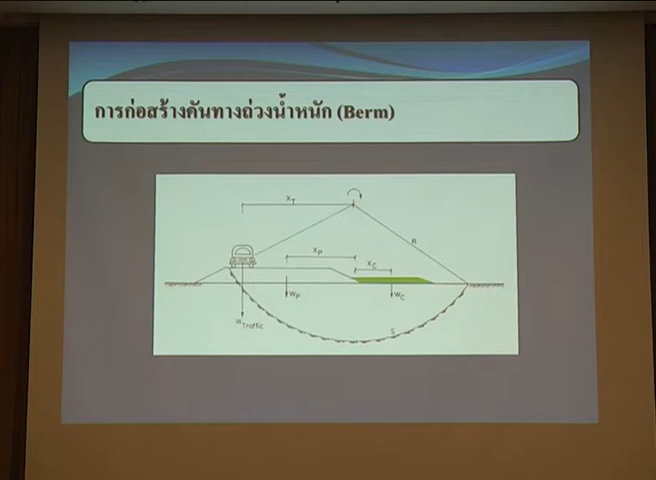 การก่อสร้างคันทางถ่วงน้ำหนัก (Berm)
X_T
R
X_P
X_C
W_P
W_C
W_Traffic
S